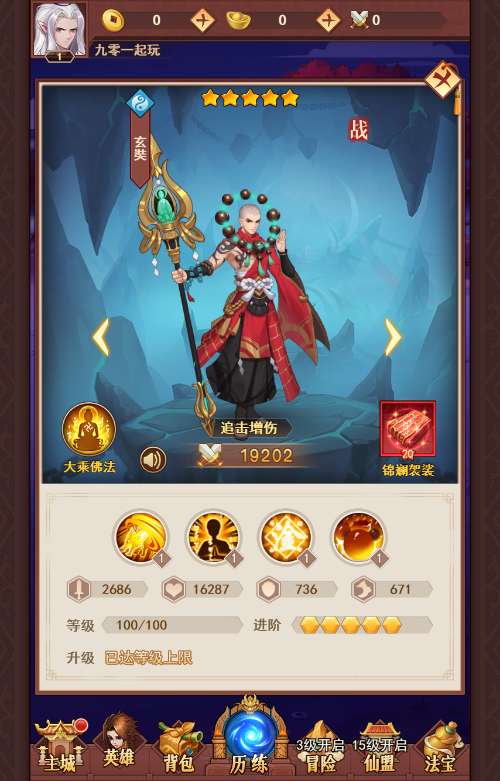 0
0
0
1
九零一起玩
战
玄奘
追击增伤
19202
大乘佛法
20
锦斓袈裟
1
1
1
1
2686
16287
736
671
等级
100/100
进阶
升级
已达等级上限
3级开启
15级开启
主城
英雄
背包
历练
冒险
仙盟
法宝